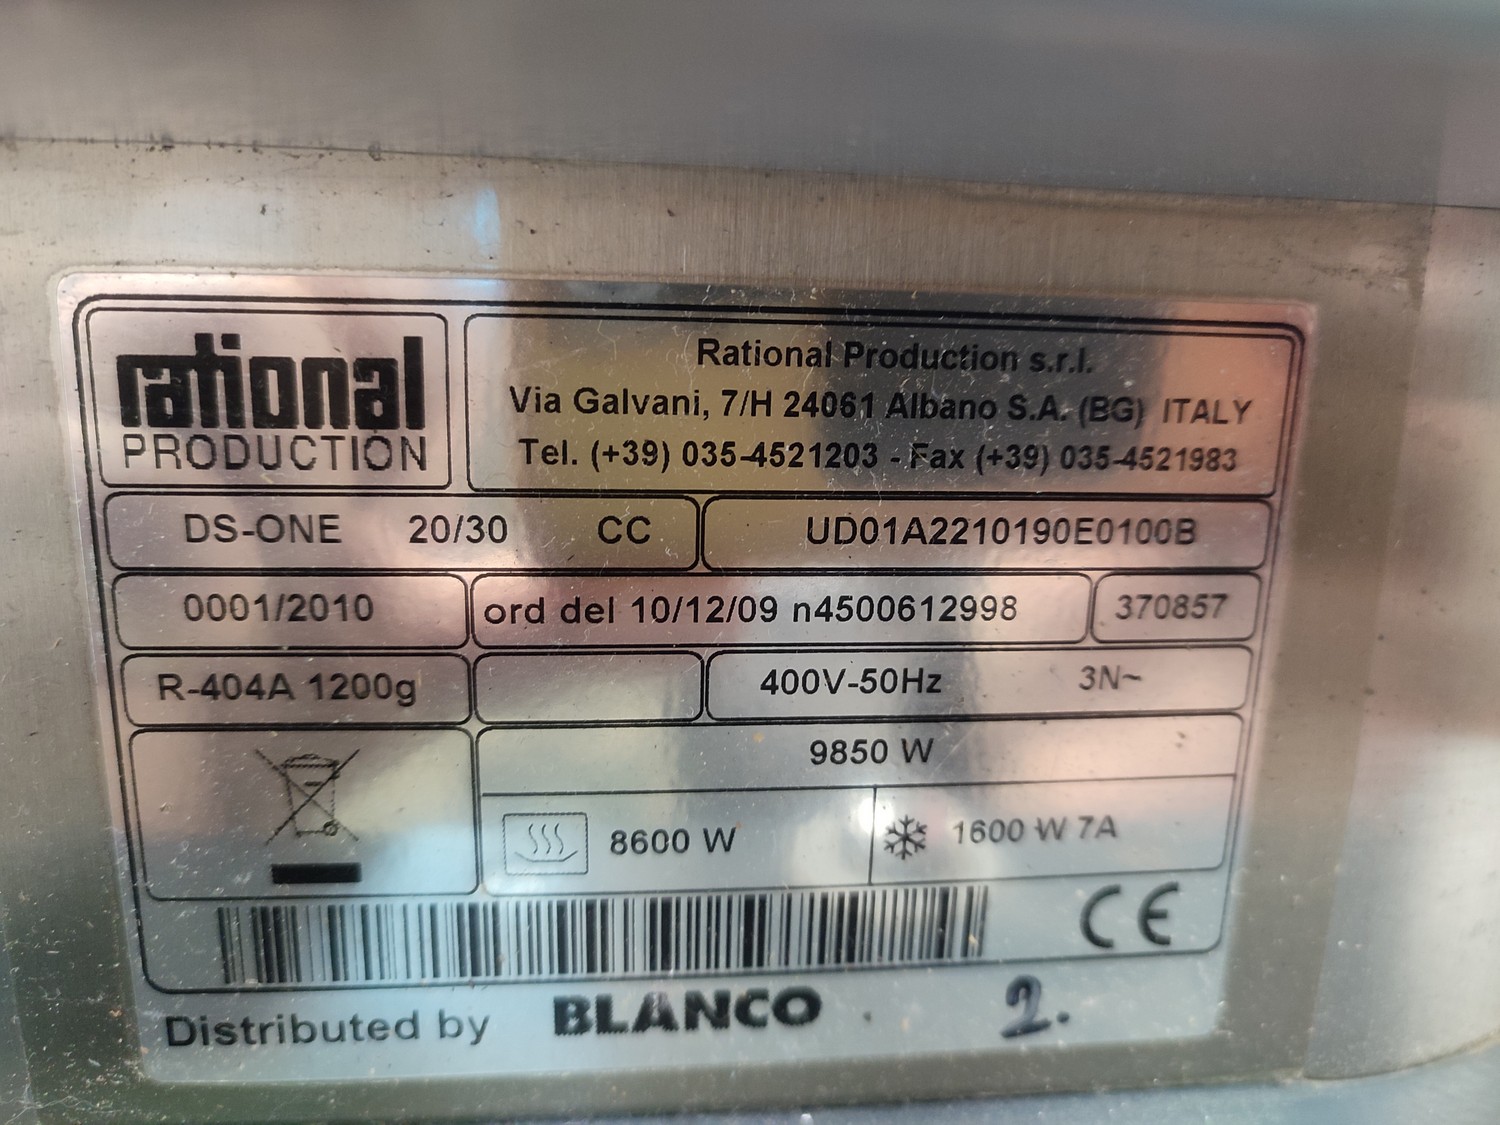 rational
PRODUCTION
Rational Production s.r.l.
Via Galvani, 7/H 24061 Albano S.A. (BG) ITALY
Tel. (+39) 035-4521203 - Fax (+39) 035-4521983
DS-ONE 20/30 CC
UD01A2210190E0100B
0001/2010
ord del 10/12/09 n4500612998
370857
R-404A 1200g
400V-50Hz 3N~
9850 W
8600 W
1600 W 7A
CE
Distributed by BLANCO
2.